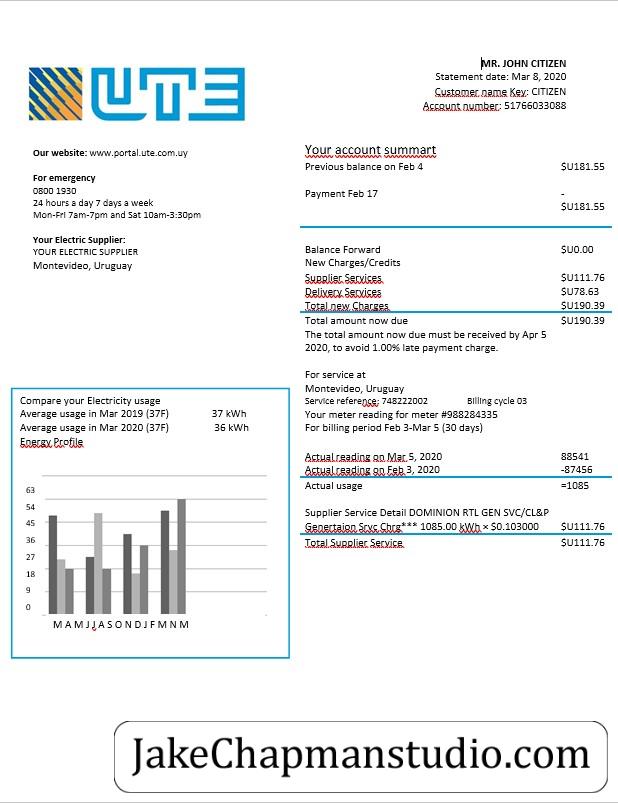 UTE
MR. JOHN CITIZEN
Statement date: Mar 8, 2020
Customer name Key: CITIZEN
Account number: 51766033088
Our website: www.portal.ute.com.uy
For emergency
0800 1930
24 hours a day 7 days a week
Mon-Fri 7am-7pm and Sat 10am-3:30pm
Your Electric Supplier:
YOUR ELECTRIC SUPPLIER
Montevideo, Uruguay
Your account summart
Previous balance on Feb 4 $U181.55
Payment Feb 17 -
$U181.55
Balance Forward $U0.00
New Charges/Credits
Supplier Services $U111.76
Delivery Services $U78.63
Total new Charges $U190.39
Total amount now due $U190.39
The total amount now due must be received by Apr 5
2020, to avoid 1.00% late payment charge.
For service at
Montevideo, Uruguay
Service reference: 748222002 Billing cycle 03
Your meter reading for meter #988284335
For billing period Feb 3-Mar 5 (30 days)
Actual reading on Mar 5, 2020 88541
Actual reading on Feb 3, 2020 -87456
Actual usage =1085
Supplier Service Detail DOMINION RTL GEN SVC/CL&P
Genertaion Srvc Chrg*** 1085.00 kWh × $0.103000 $U111.76
Total Supplier Service $U111.76
Compare your Electricity usage
Average usage in Mar 2019 (37F) 37 kWh
Average usage in Mar 2020 (37F) 36 kWh
Energy Profile
63
54
45
36
27
18
9
0
M A M J J A S O N D J F M N M
JakeChapmanstudio.com